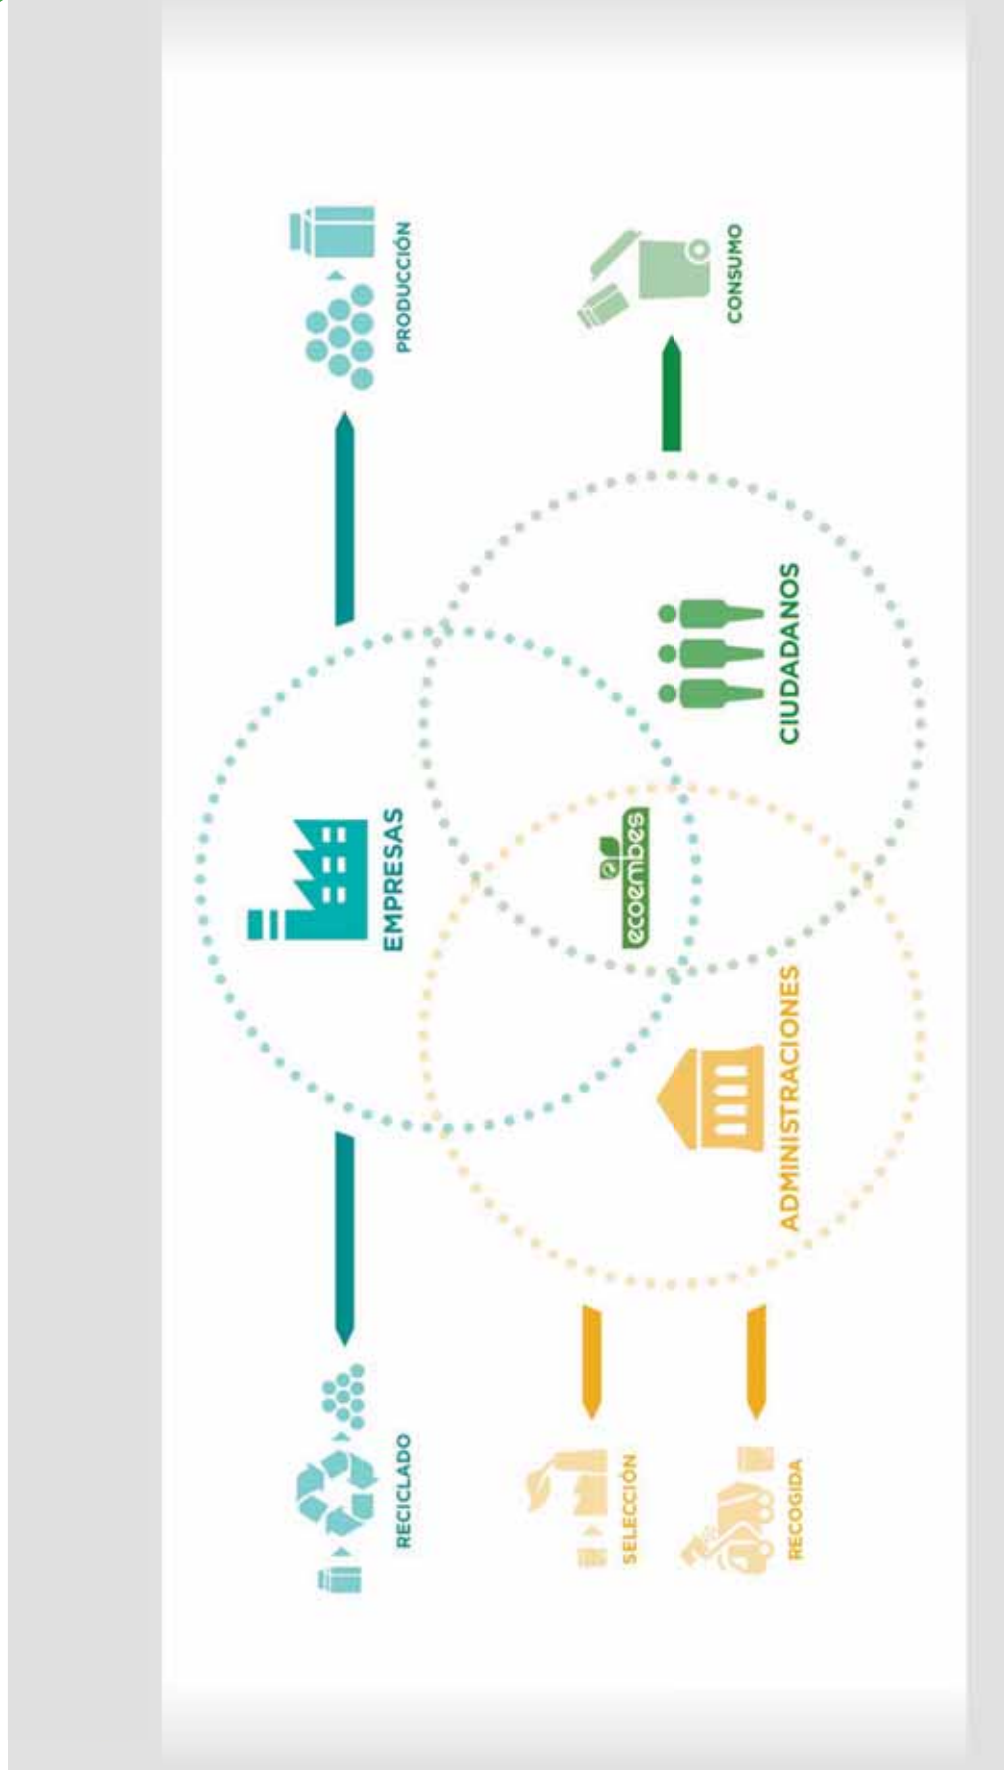 EMPRESAS
RECICLADO
PRODUCCIÓN
ecoembes
SELECCIÓN
CONSUMO
ADMINISTRACIONES
CIUDADANOS
RECOGIDA